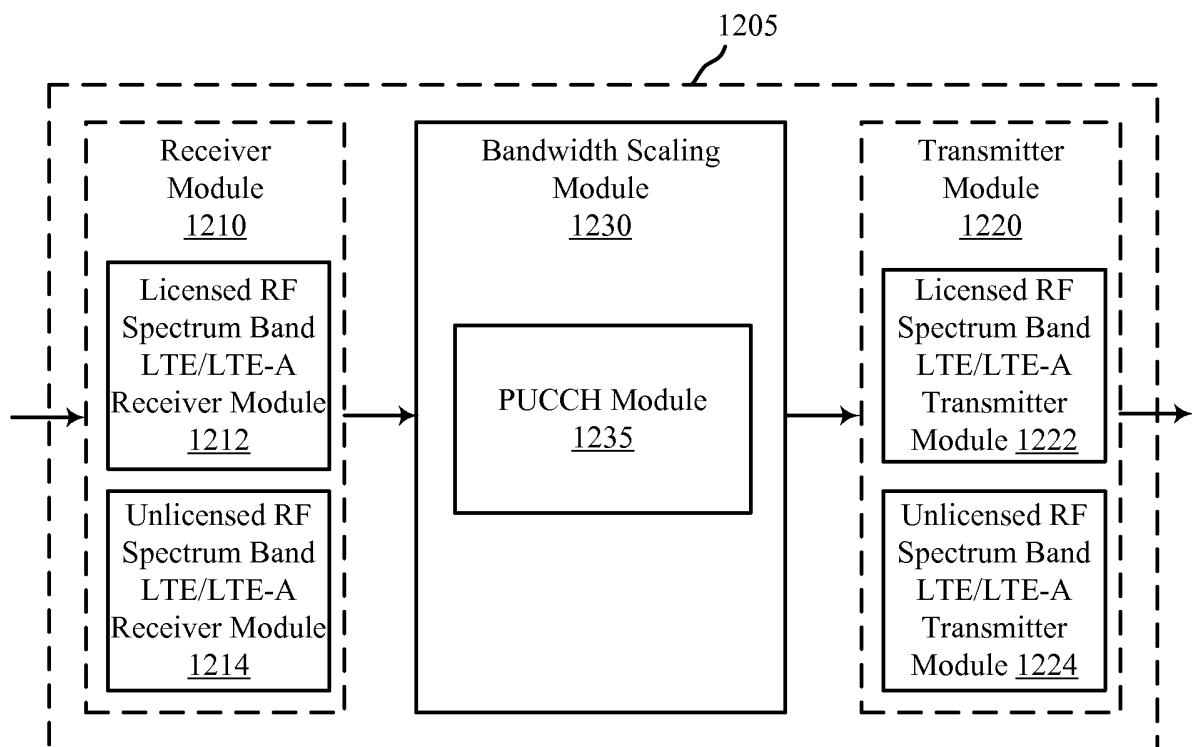 1205
Receiver
Module
1210
Licensed RF
Spectrum Band
LTE/LTE-A
Receiver Module
1212
Unlicensed RF
Spectrum Band
LTE/LTE-A
Receiver Module
1214
Bandwidth Scaling
Module
1230
PUCCH Module
1235
Transmitter
Module
1220
Licensed RF
Spectrum Band
LTE/LTE-A
Transmitter
Module 1222
Unlicensed RF
Spectrum Band
LTE/LTE-A
Transmitter
Module 1224